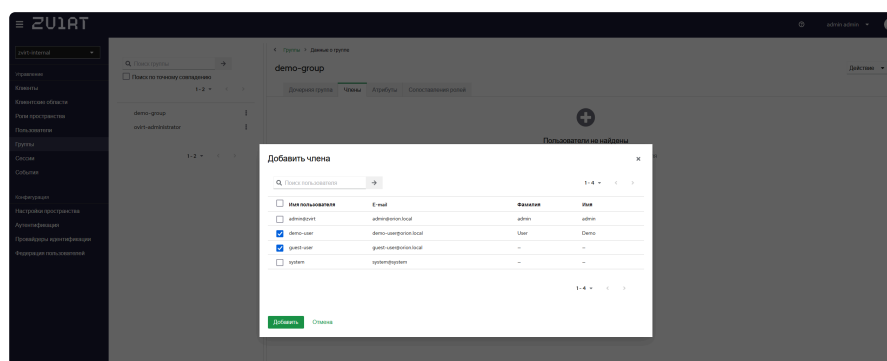 ZV1RT
admin admin
zvirt-internal
Управление
Клиенты
Клиентские области
Роли пространства
Пользователи
Группы
Сессии
События
Конфигурация
Настройки пространства
Аутентификация
Провайдеры идентификации
Федерация пользователей
Поиск группы
Поиск по точному совпадению
1-2
demo-group
ovirt-administrator
1-2
Группы > Данные о группе
demo-group
Действие
Дочерние группы Члены Атрибуты Сопоставление ролей
Пользователи не найдены
Добавить члена ×
Поиск пользователя
1-4
Имя пользователя E-mail Фамилия Имя
admin@zvirt admin@orion.local admin admin
demo-user demo-user@orion.local User Demo
guest-user guest-user@orion.local – –
system system@system – –
1-4
Добавить Отмена